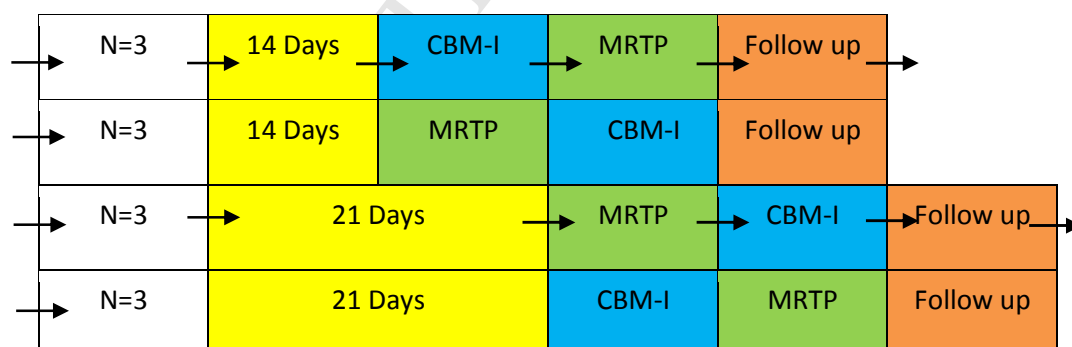 N=3 14 Days CBM-I MRTP Follow up
N=3 14 Days MRTP CBM-I Follow up
N=3 21 Days MRTP CBM-I Follow up
N=3 21 Days CBM-I MRTP Follow up